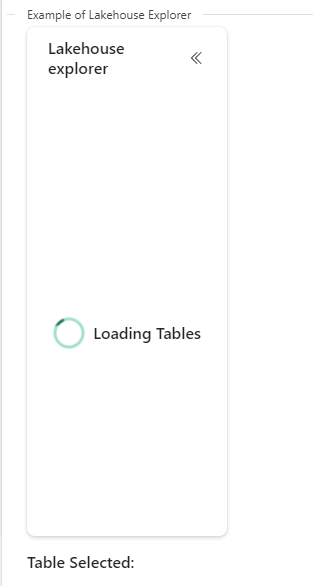 Example of Lakehouse Explorer
Lakehouse
explorer
Loading Tables
Table Selected: